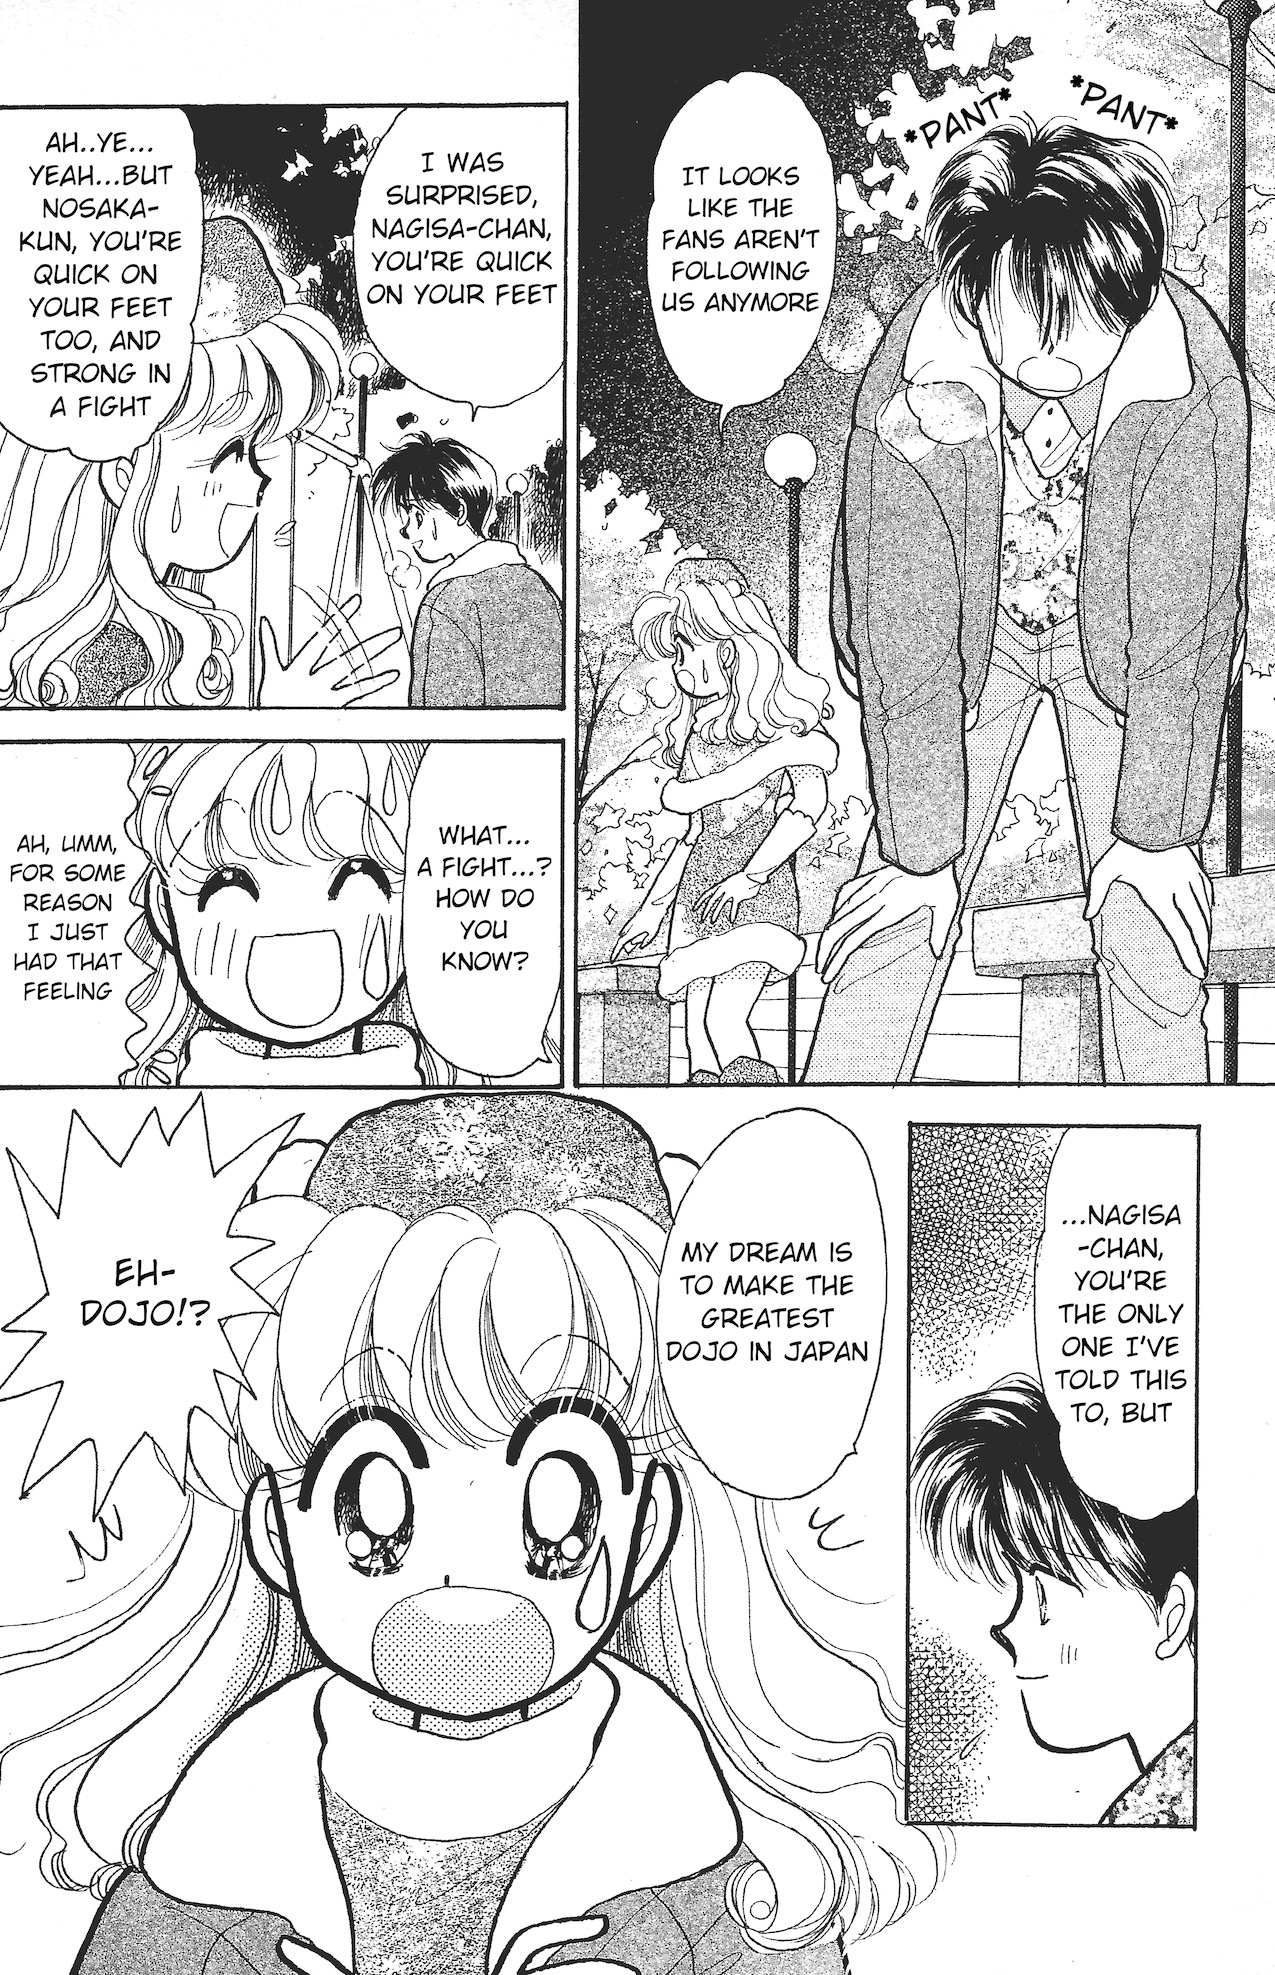 *PANT*
*PANT*
IT LOOKS
LIKE THE
FANS AREN'T
FOLLOWING
US ANYMORE
I WAS
SURPRISED,
NAGISA-CHAN,
YOU'RE QUICK
ON YOUR FEET
AH..YE...
YEAH...BUT
NOSAKA-
KUN, YOU'RE
QUICK ON
YOUR FEET
TOO, AND
STRONG IN
A FIGHT
WHAT...
A FIGHT...?
HOW DO
YOU
KNOW?
AH, UMM,
FOR SOME
REASON
I JUST
HAD THAT
FEELING
...NAGISA
-CHAN,
YOU'RE
THE ONLY
ONE I'VE
TOLD THIS
TO, BUT
MY DREAM IS
TO MAKE THE
GREATEST
DOJO IN JAPAN
EH-
DOJO!?